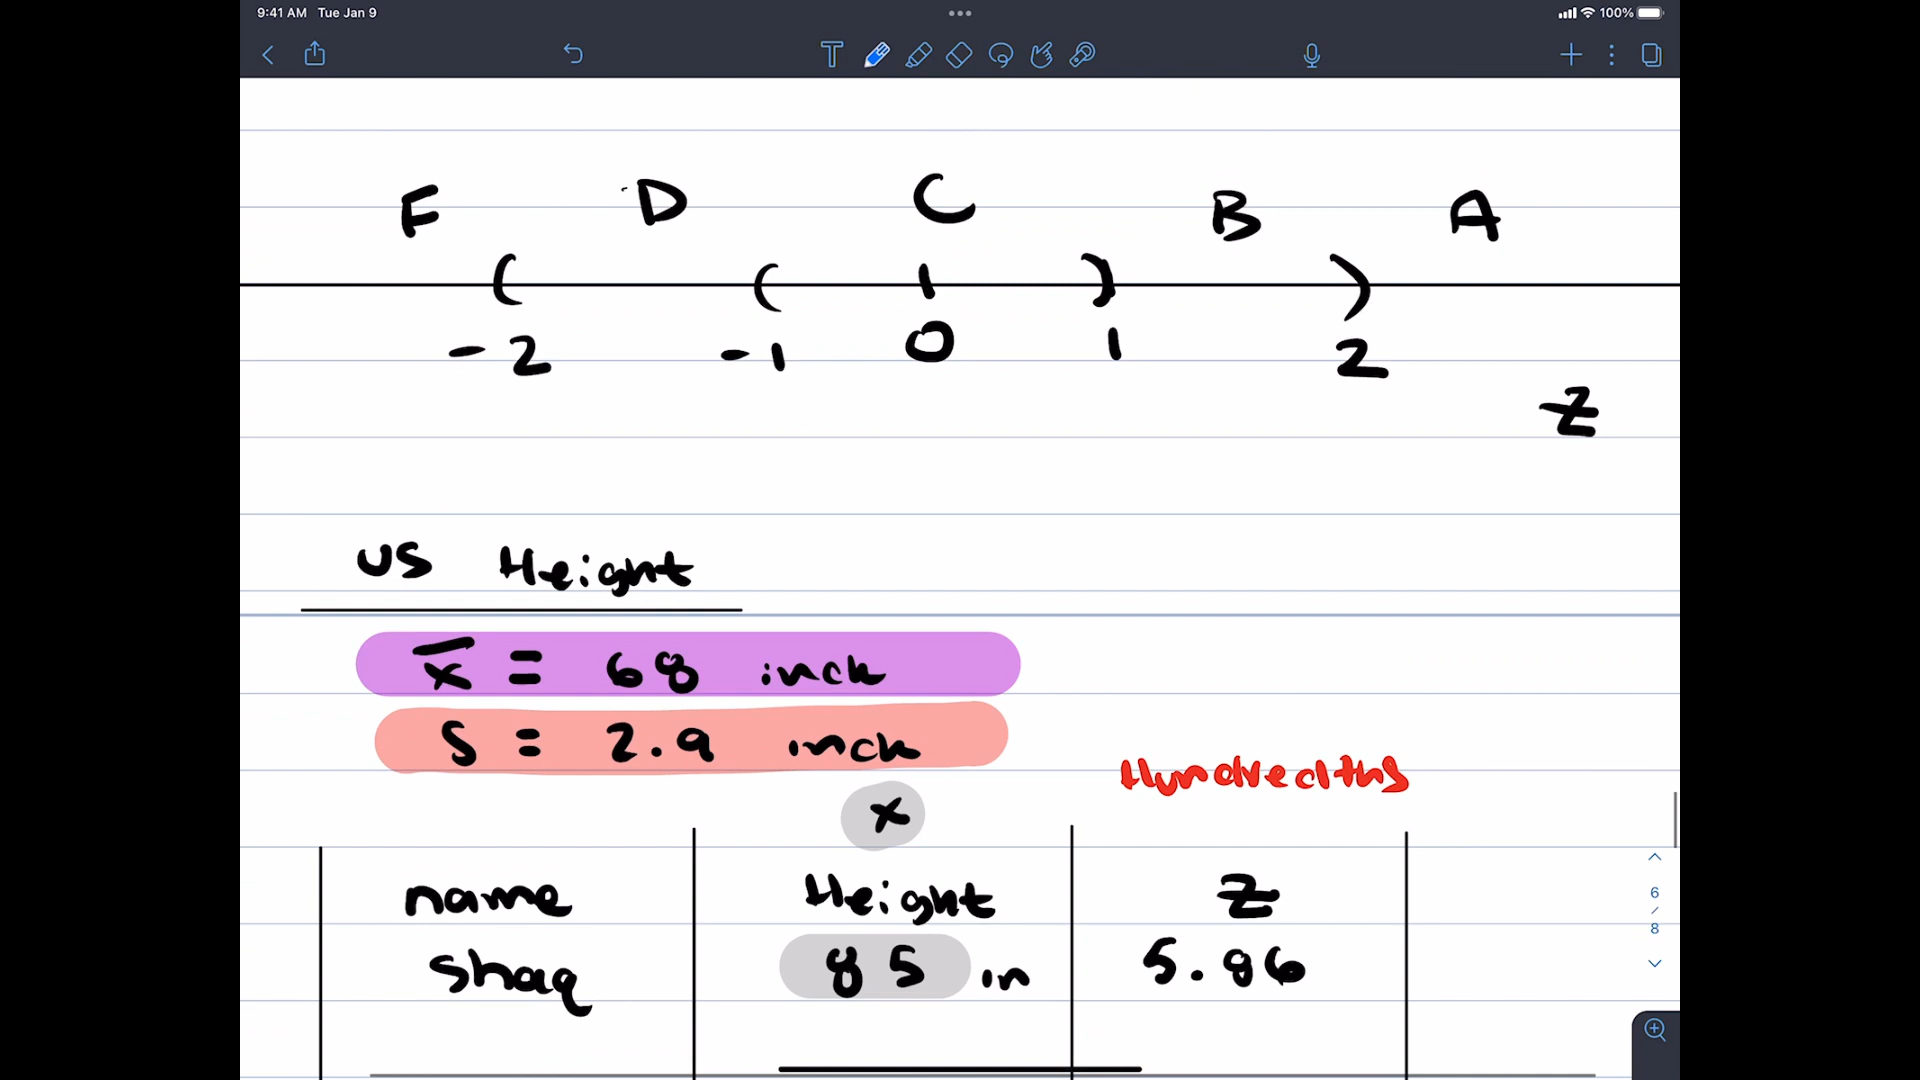 9:41 AM Tue Jan 9
100%
T
F D C B A
( ( ) )
-2 -1 0 1 2
Z
US Height
x̄ = 68 inch
S = 2.9 inch
Hundredths
x
name Height Z
Shaq 85 in 5.86
6
/
8